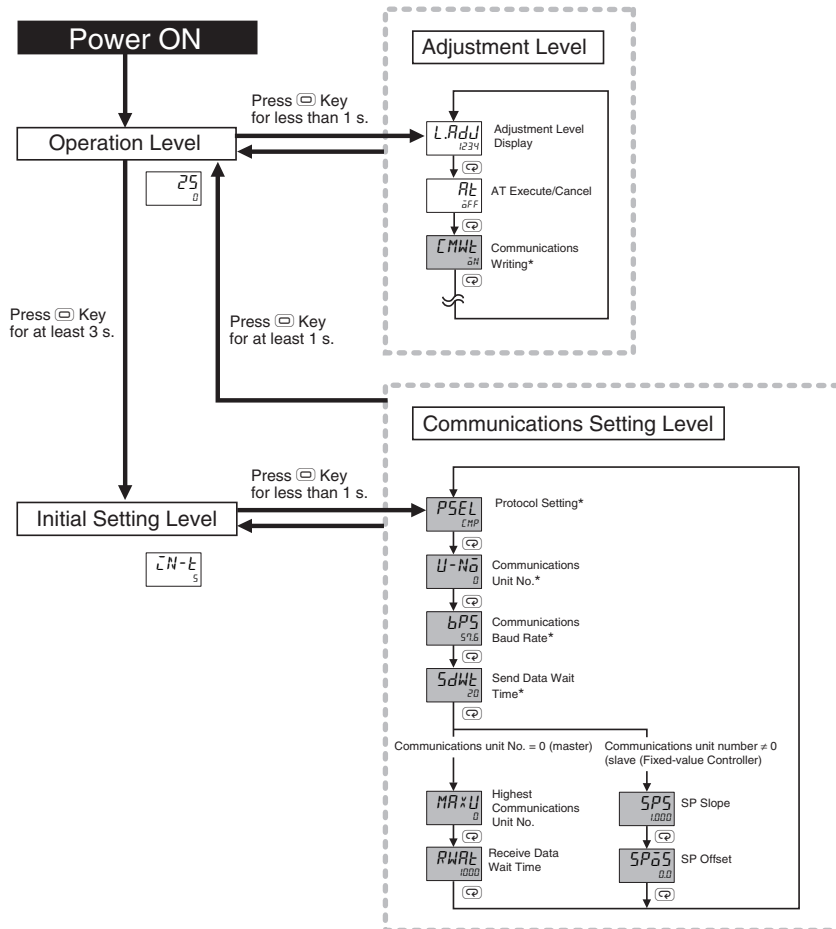 Power ON
Operation Level
25
0
Press Key
for less than 1 s.
Adjustment Level
L.AdJ
1234
Adjustment Level
Display
At
oFF
AT Execute/Cancel
CMWt
oN
Communications
Writing*
Press Key
for at least 3 s.
Press Key
for at least 1 s.
Initial Setting Level
iN-t
5
Press Key
for less than 1 s.
Communications Setting Level
PSEL
CMP
Protocol Setting*
U-No
0
Communications
Unit No.*
bPS
57.6
Communications
Baud Rate*
SdWt
20
Send Data Wait
Time*
Communications unit No. = 0 (master)
Communications unit number ≠ 0
(slave (Fixed-value Controller)
MAXU
0
Highest
Communications
Unit No.
RWAt
1000
Receive Data
Wait Time
SPS
1.000
SP Slope
SPoS
0.0
SP Offset